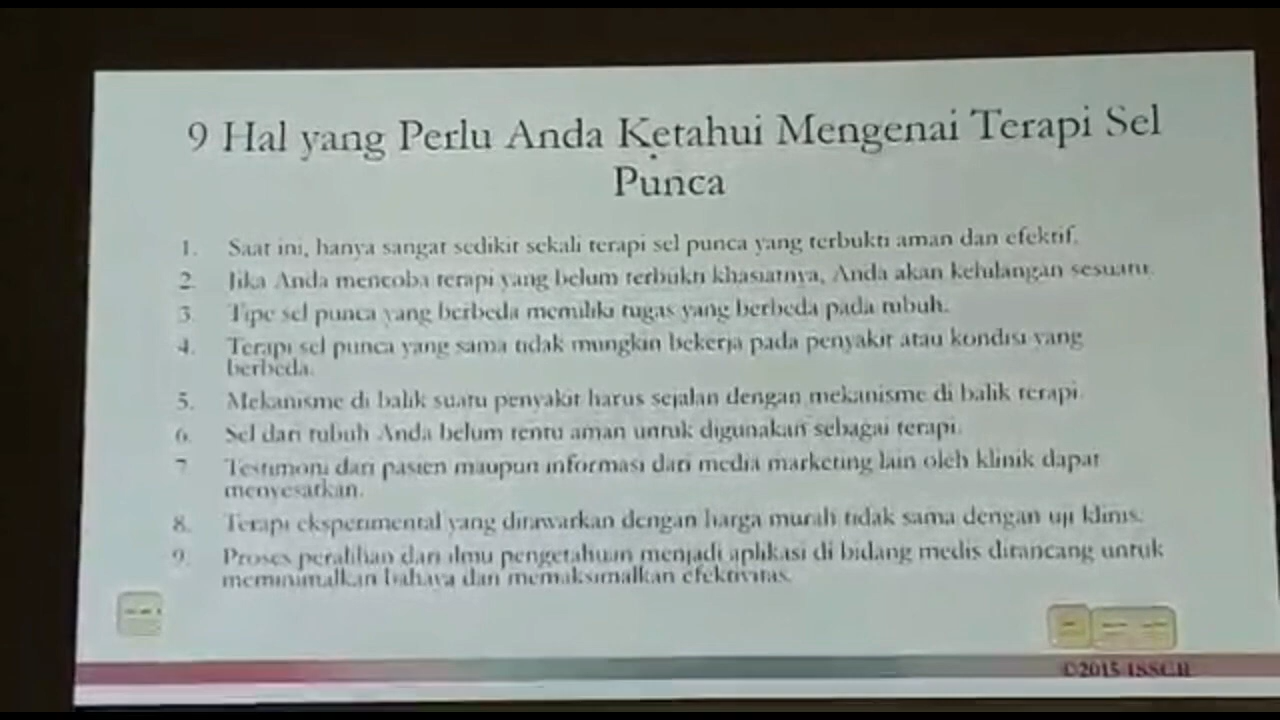 9 Hal yang Perlu Anda Ketahui Mengenai Terapi Sel
Punca
1. Saat ini, hanya sangat sedikit sekali terapi sel punca yang terbukti aman dan efektif.
2. Jika Anda mencoba terapi yang belum terbukti khasiatnya, Anda akan kehilangan sesuatu.
3. Tipe sel punca yang berbeda memiliki tugas yang berbeda pada tubuh.
4. Terapi sel punca yang sama tidak mungkin bekerja pada penyakit atau kondisi yang
berbeda.
5. Mekanisme di balik suatu penyakit harus sejalan dengan mekanisme di balik terapi.
6. Sel dari tubuh Anda belum tentu aman untuk digunakan sebagai terapi.
7. Testimoni dari pasien maupun informasi dari media marketing lain oleh klinik dapat
menyesatkan.
8. Terapi eksperimental yang ditawarkan dengan harga murah tidak sama dengan uji klinis.
9. Proses peralihan dari ilmu pengetahuan menjadi aplikasi di bidang medis dirancang untuk
meminimalkan bahaya dan memaksimalkan efektivitas.
©2015 ISSCR